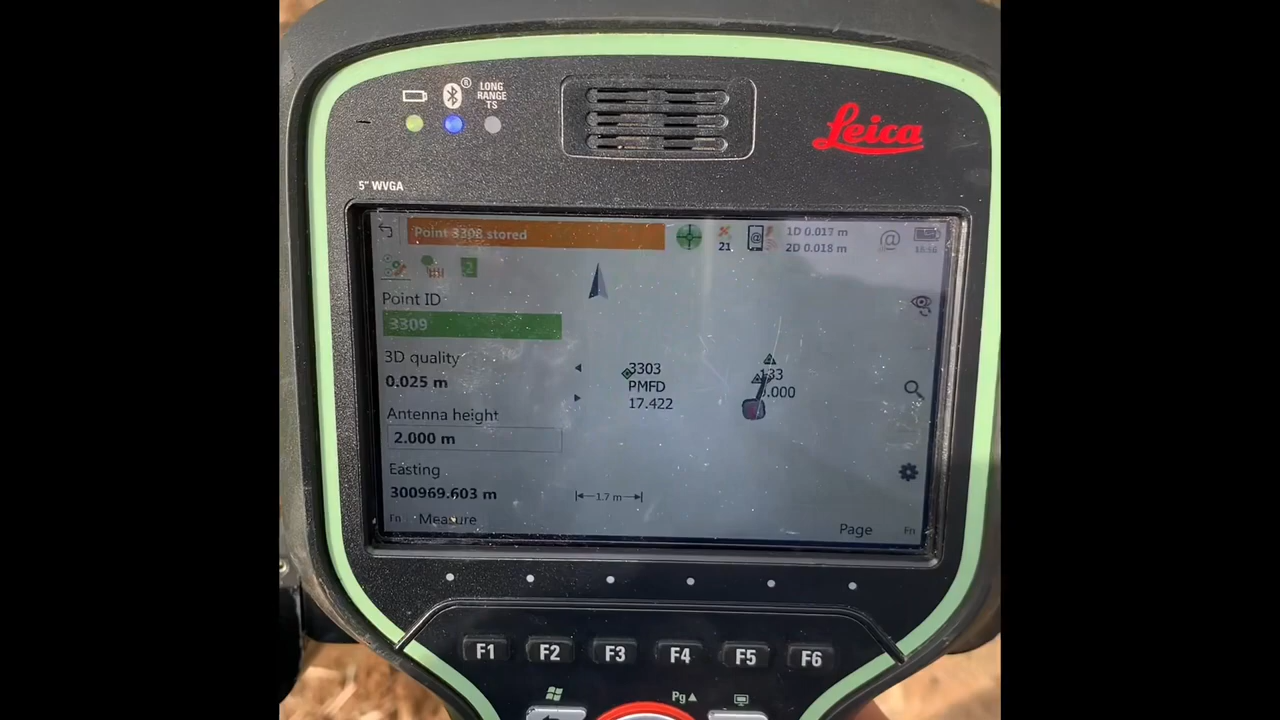 ®
LONG
RANGE
TS
Leica
5" WVGA
Point 3308 stored
21
@
1D 0.017 m
2D 0.018 m
@
2
Point ID
3309
3D quality
0.025 m
Antenna height
2.000 m
Easting
300969.603 m
3303
PMFD
17.422
.000
1.7 m
Fn
Measure
Page
Fn
F1
F2
F3
F4
F5
F6
Pg